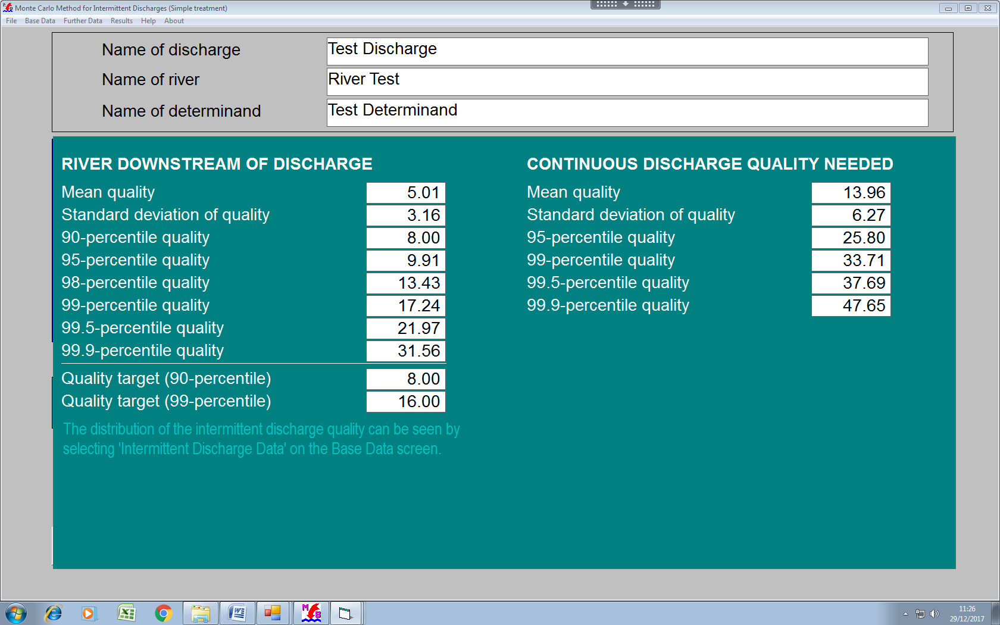 Monte Carlo Method for Intermittent Discharges (Simple treatment)
File Base Data Further Data Results Help About
Name of discharge Test Discharge
Name of river River Test
Name of determinand Test Determinand
RIVER DOWNSTREAM OF DISCHARGE
Mean quality 5.01
Standard deviation of quality 3.16
90-percentile quality 8.00
95-percentile quality 9.91
98-percentile quality 13.43
99-percentile quality 17.24
99.5-percentile quality 21.97
99.9-percentile quality 31.56
Quality target (90-percentile) 8.00
Quality target (99-percentile) 16.00
The distribution of the intermittent discharge quality can be seen by
selecting 'Intermittent Discharge Data' on the Base Data screen.
CONTINUOUS DISCHARGE QUALITY NEEDED
Mean quality 13.96
Standard deviation of quality 6.27
95-percentile quality 25.80
99-percentile quality 33.71
99.5-percentile quality 37.69
99.9-percentile quality 47.65
M
B
11:26
29/12/2017